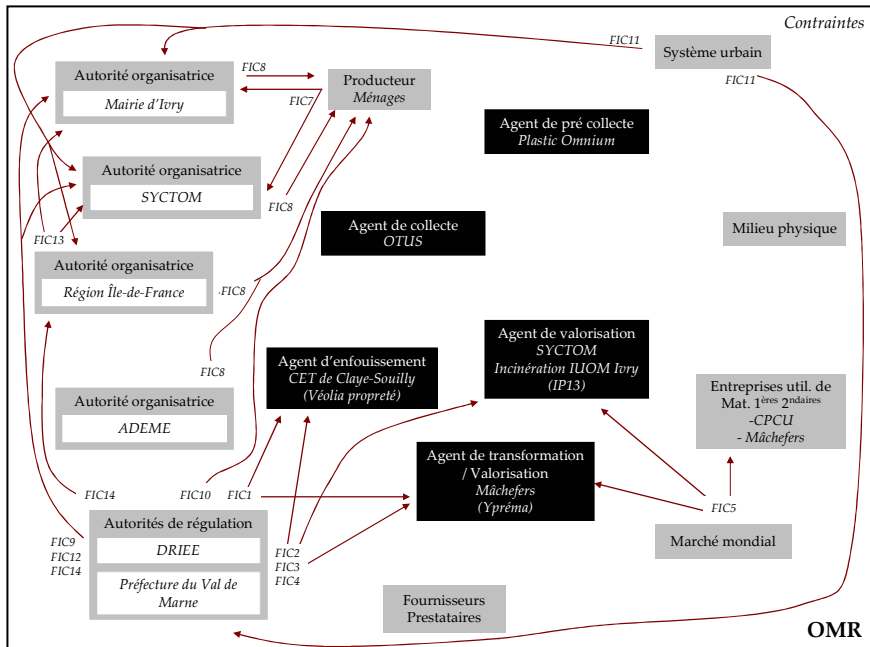 Contraintes
FIC11
Système urbain
FIC11
Autorité organisatrice
Mairie d'Ivry
FIC8
FIC7
Producteur
Ménages
Agent de pré collecte
Plastic Omnium
Autorité organisatrice
SYCTOM
FIC8
Agent de collecte
OTUS
Milieu physique
FIC13
Autorité organisatrice
Région Île-de-France
FIC8
FIC8
Agent d'enfouissement
CET de Claye-Souilly
(Véolia propreté)
Agent de valorisation
SYCTOM
Incinération IUOM Ivry
(IP13)
Entreprises util. de
Mat. 1ères 2ndaires
-CPCU
- Mâchefers
Autorité organisatrice
ADEME
Agent de transformation
/ Valorisation
Mâchefers
(Ypréma)
FIC14
FIC10
FIC1
FIC5
Autorités de régulation
DRIEE
Préfecture du Val de
Marne
FIC9
FIC12
FIC14
FIC2
FIC3
FIC4
Marché mondial
Fournisseurs
Prestataires
OMR